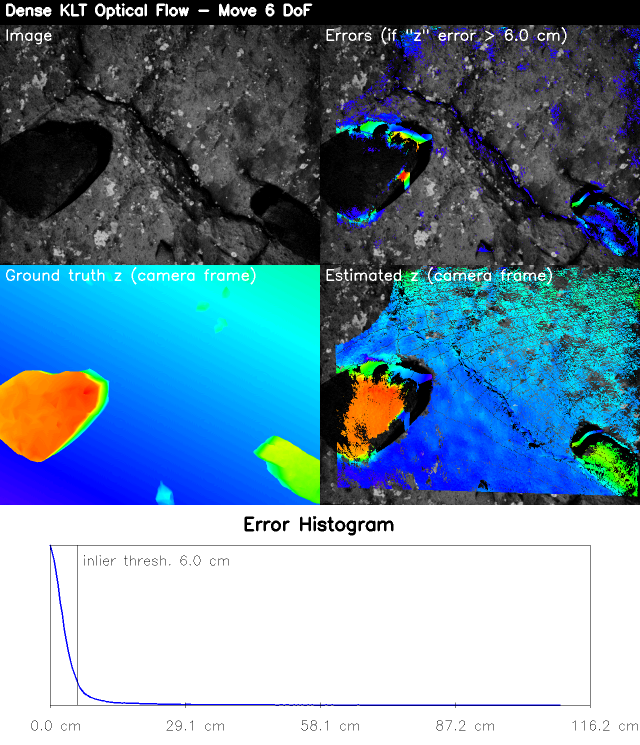 Dense KLT Optical Flow - Move 6 DoF
Image
Errors (if "z" error > 6.0 cm)
Ground truth z (camera frame)
Estimated z (camera frame)
Error Histogram
inlier thresh. 6.0 cm
0.0 cm
29.1 cm
58.1 cm
87.2 cm
116.2 cm